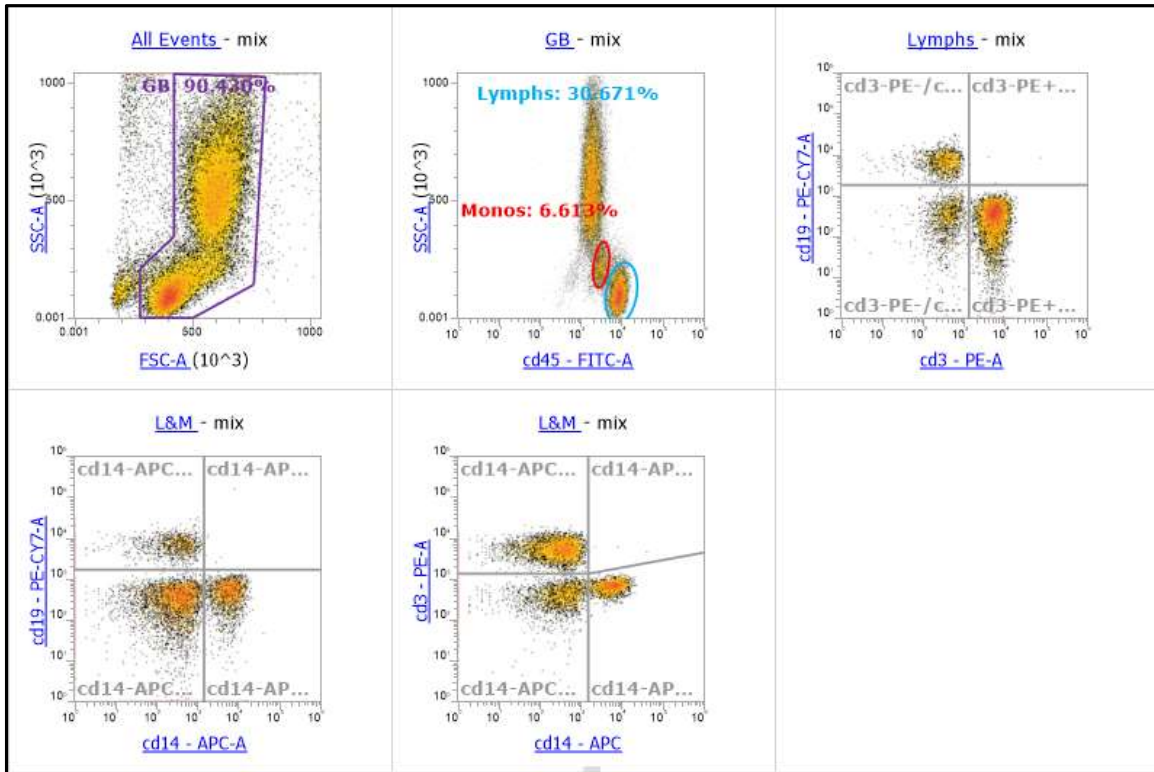 All Events - mix
GB: 90.430%
1000
500
0.001
SSC-A (10^3)
0.001
500
1000
FSC-A (10^3)
GB - mix
Lymphs: 30.671%
Monos: 6.613%
1000
500
0.001
SSC-A (10^3)
cd45 - FITC-A
Lymphs - mix
cd3-PE-/c... cd3-PE+...
cd19 - PE-CY7-A
cd3-PE-/c... cd3-PE+...
cd3 - PE-A
L&M - mix
cd14-APC... cd14-AP...
cd19 - PE-CY7-A
cd14-APC... cd14-AP...
cd14 - APC-A
L&M - mix
cd14-APC... cd14-AP...
cd3 - PE-A
cd14-APC... cd14-AP...
cd14 - APC